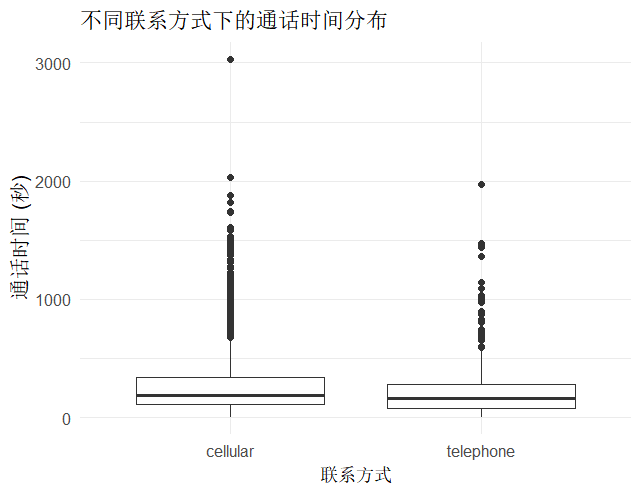 不同联系方式下的通话时间分布
通话时间 (秒)
3000
2000
1000
0
cellular
telephone
联系方式